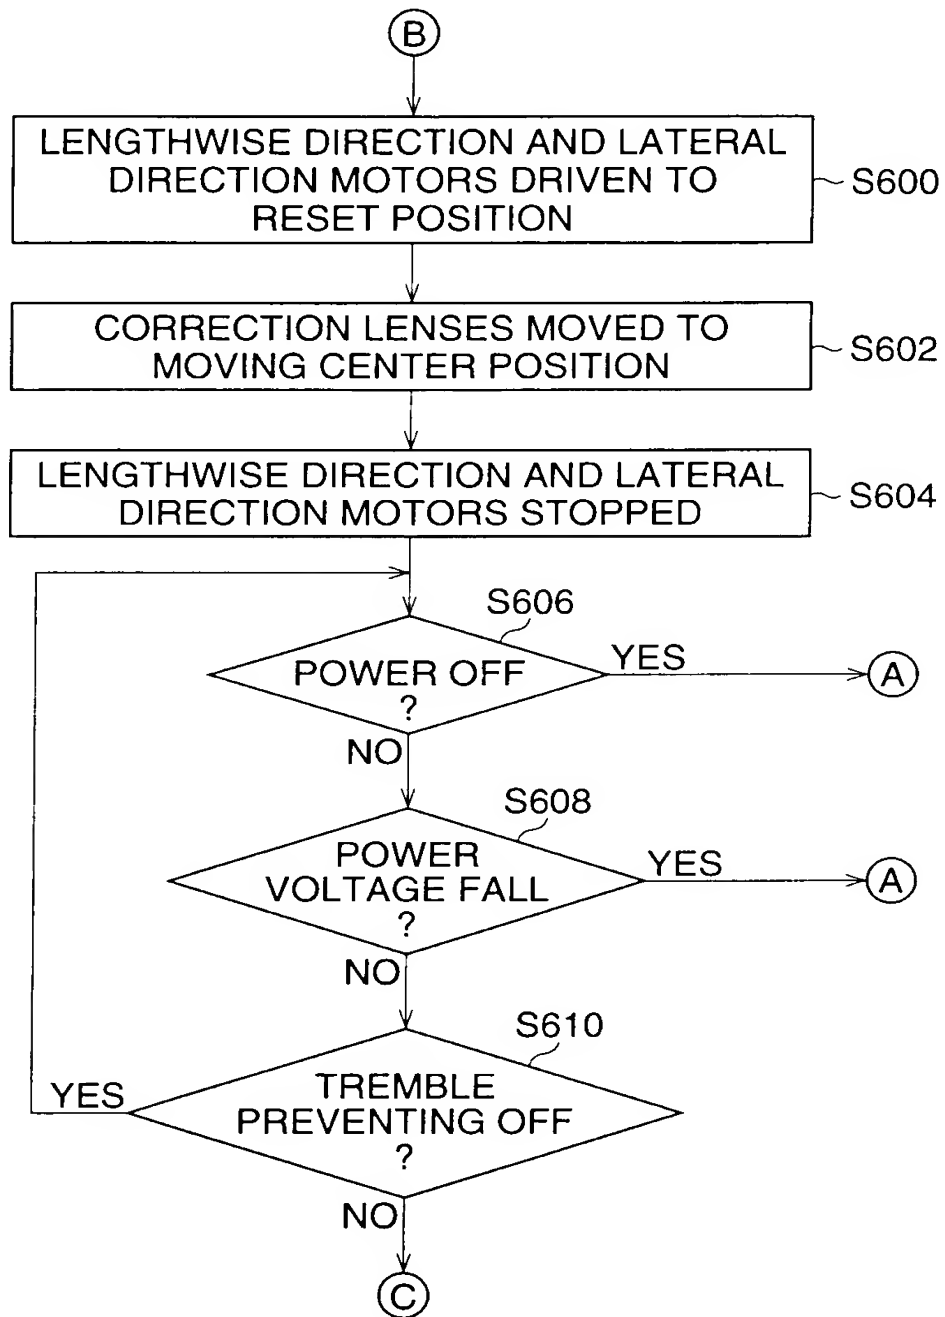 B
LENGTHWISE DIRECTION AND LATERAL
DIRECTION MOTORS DRIVEN TO
RESET POSITION
S600
CORRECTION LENSES MOVED TO
MOVING CENTER POSITION
S602
LENGTHWISE DIRECTION AND LATERAL
DIRECTION MOTORS STOPPED
S604
S606
POWER OFF
?
YES
A
NO
S608
POWER
VOLTAGE FALL
?
YES
A
NO
S610
TREMBLE
PREVENTING OFF
?
YES
NO
C